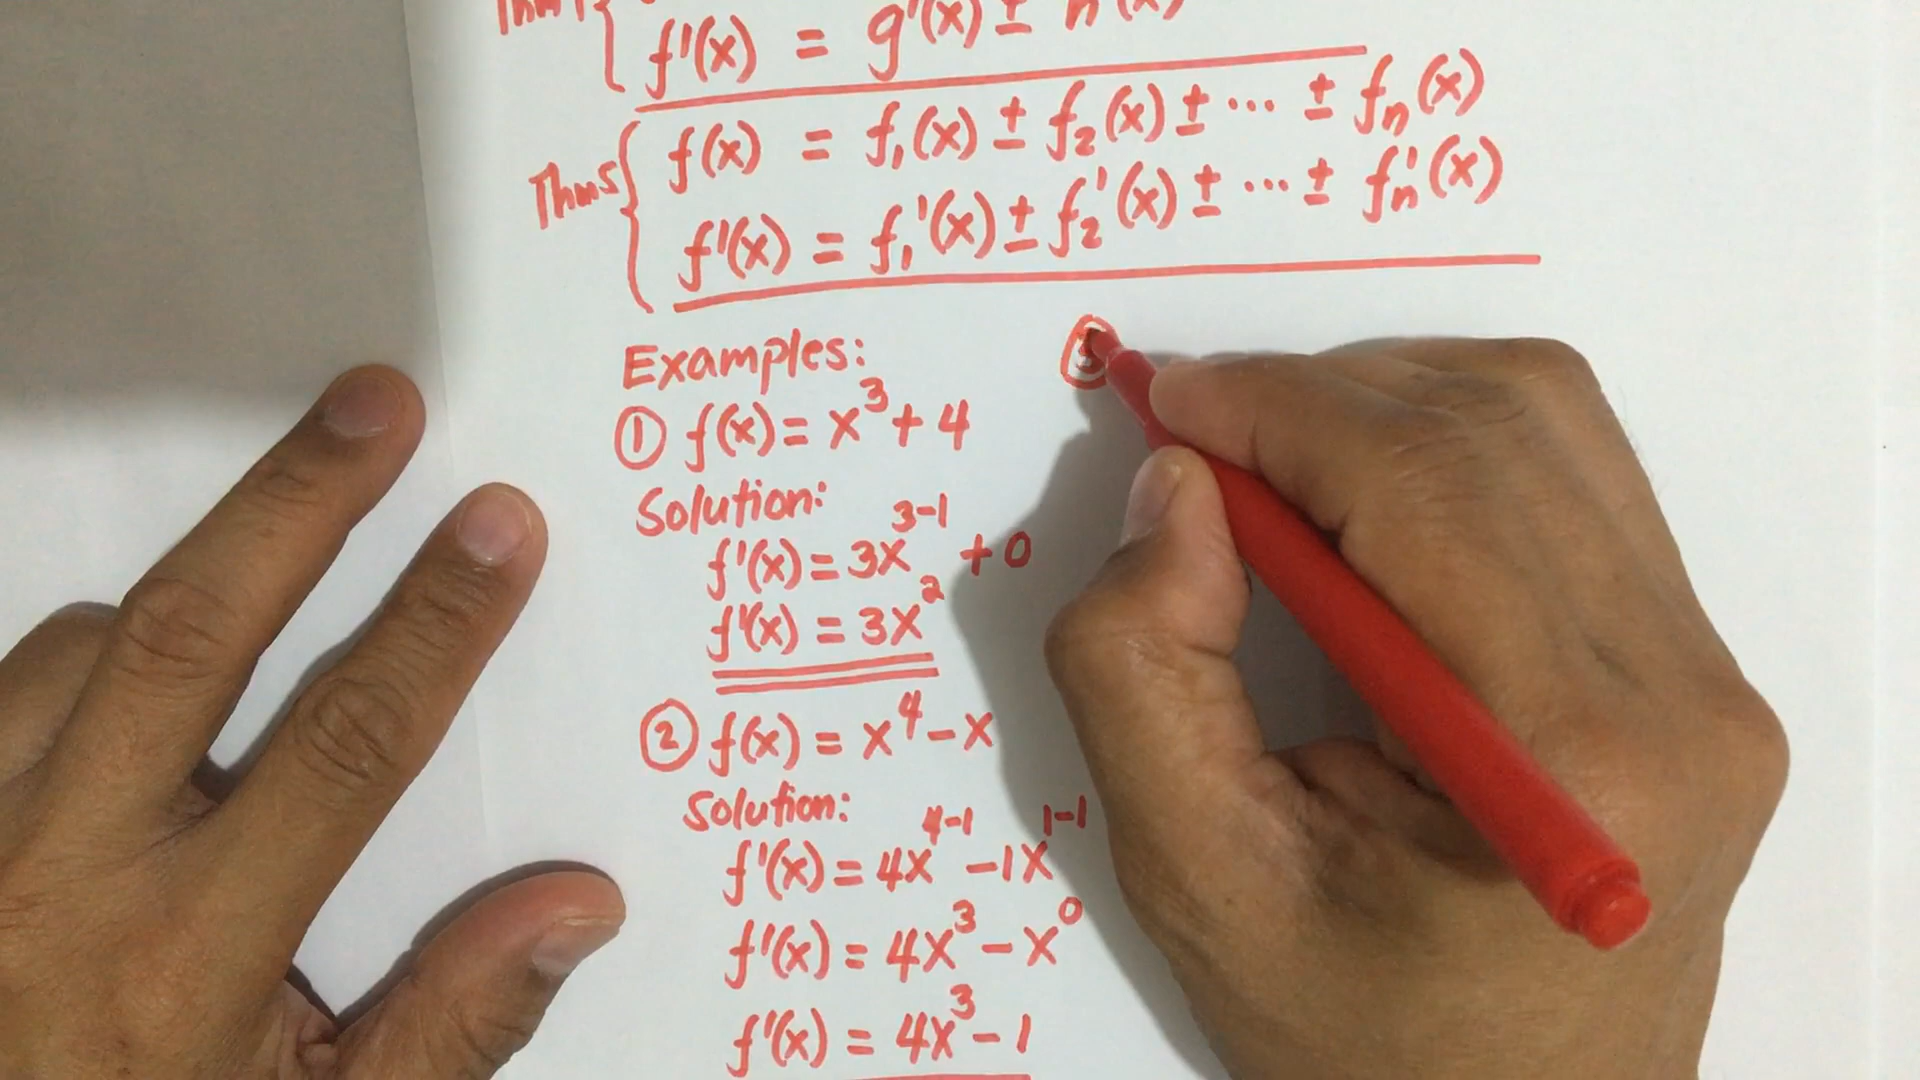 f'(x) = g'(x) ±
Thm5 { f(x) = f₁(x) ± f₂(x) ± ··· ± fₙ(x)
f'(x) = f₁'(x) ± f₂'(x) ± ··· ± fₙ'(x)
Examples:
① f(x) = x³ + 4
Solution:
f'(x) = 3x³⁻¹ + 0
f'(x) = 3x²
② f(x) = x⁴ - x
Solution:
f'(x) = 4x⁴⁻¹ - 1x¹⁻¹
f'(x) = 4x³ - x⁰
f'(x) = 4x³ - 1